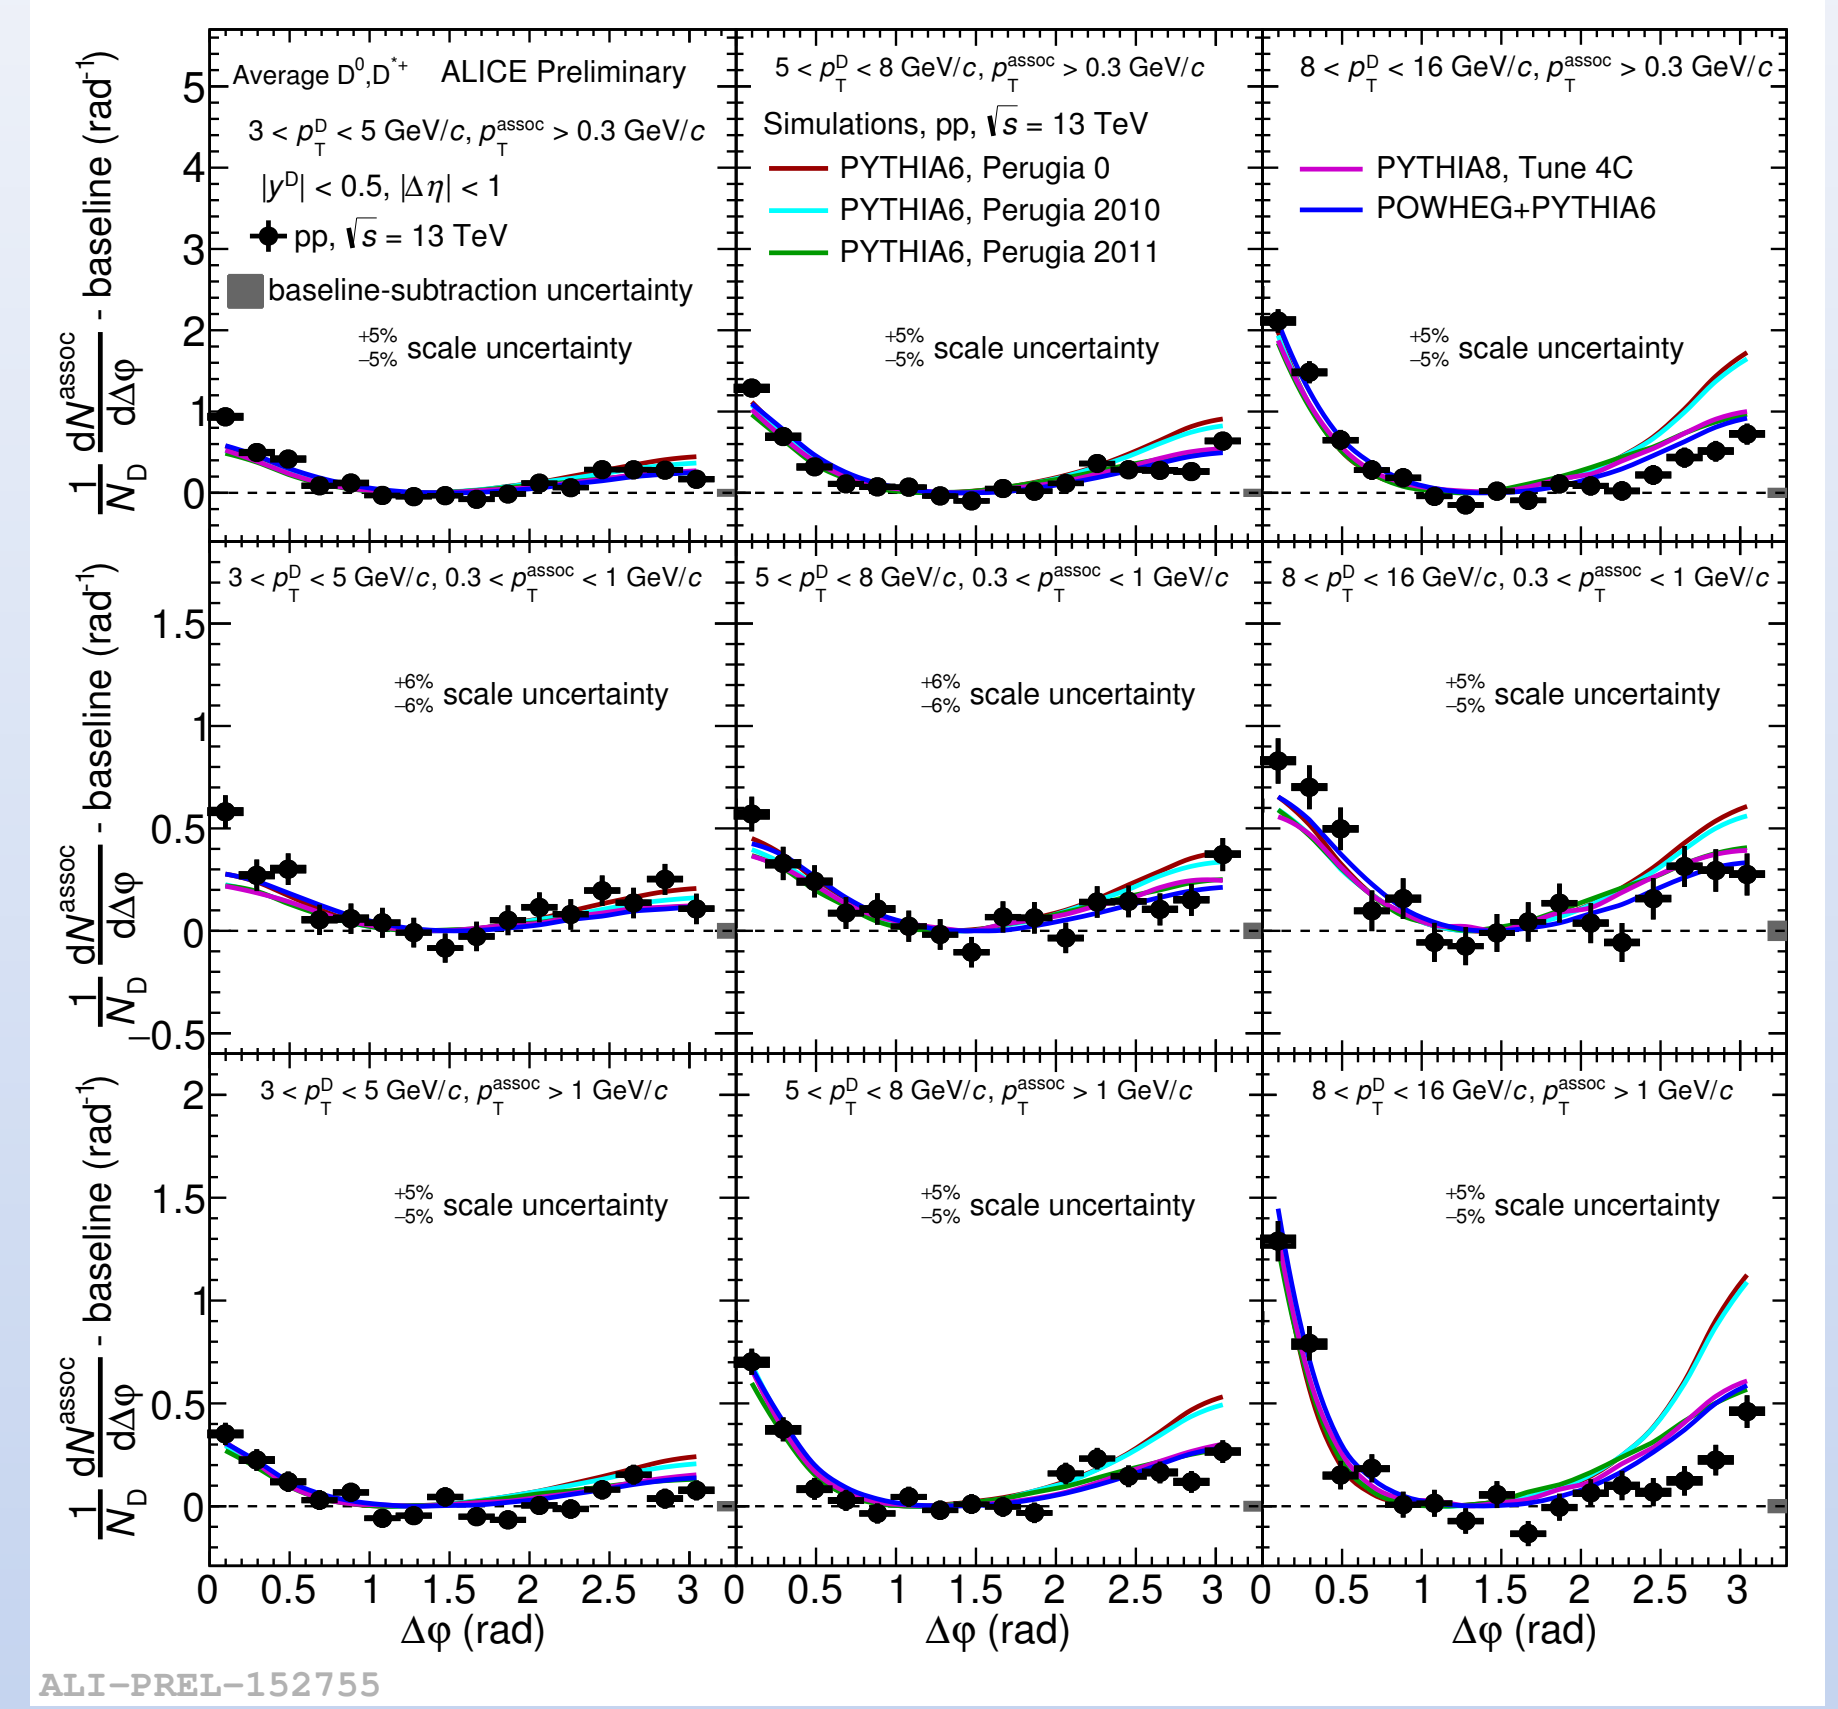 Average D⁰,D*⁺ ALICE Preliminary
3 < p_T^D < 5 GeV/c, p_T^assoc > 0.3 GeV/c
|y^D| < 0.5, |Δη| < 1
pp, √s = 13 TeV
baseline-subtraction uncertainty
+5%
−5% scale uncertainty
5 < p_T^D < 8 GeV/c, p_T^assoc > 0.3 GeV/c
Simulations, pp, √s = 13 TeV
PYTHIA6, Perugia 0
PYTHIA6, Perugia 2010
PYTHIA6, Perugia 2011
+5%
−5% scale uncertainty
8 < p_T^D < 16 GeV/c, p_T^assoc > 0.3 GeV/c
PYTHIA8, Tune 4C
POWHEG+PYTHIA6
+5%
−5% scale uncertainty
1/N_D dN^assoc/dΔφ - baseline (rad⁻¹)
5
4
3
2
1
0
3 < p_T^D < 5 GeV/c, 0.3 < p_T^assoc < 1 GeV/c
+6%
−6% scale uncertainty
5 < p_T^D < 8 GeV/c, 0.3 < p_T^assoc < 1 GeV/c
+6%
−6% scale uncertainty
8 < p_T^D < 16 GeV/c, 0.3 < p_T^assoc < 1 GeV/c
+5%
−5% scale uncertainty
1/N_D dN^assoc/dΔφ - baseline (rad⁻¹)
1.5
1
0.5
0
−0.5
3 < p_T^D < 5 GeV/c, p_T^assoc > 1 GeV/c
+5%
−5% scale uncertainty
5 < p_T^D < 8 GeV/c, p_T^assoc > 1 GeV/c
+5%
−5% scale uncertainty
8 < p_T^D < 16 GeV/c, p_T^assoc > 1 GeV/c
+5%
−5% scale uncertainty
1/N_D dN^assoc/dΔφ - baseline (rad⁻¹)
2
1.5
1
0.5
0
0 0.5 1 1.5 2 2.5 3 0 0.5 1 1.5 2 2.5 3 0 0.5 1 1.5 2 2.5 3
Δφ (rad) Δφ (rad) Δφ (rad)
ALI−PREL−152755